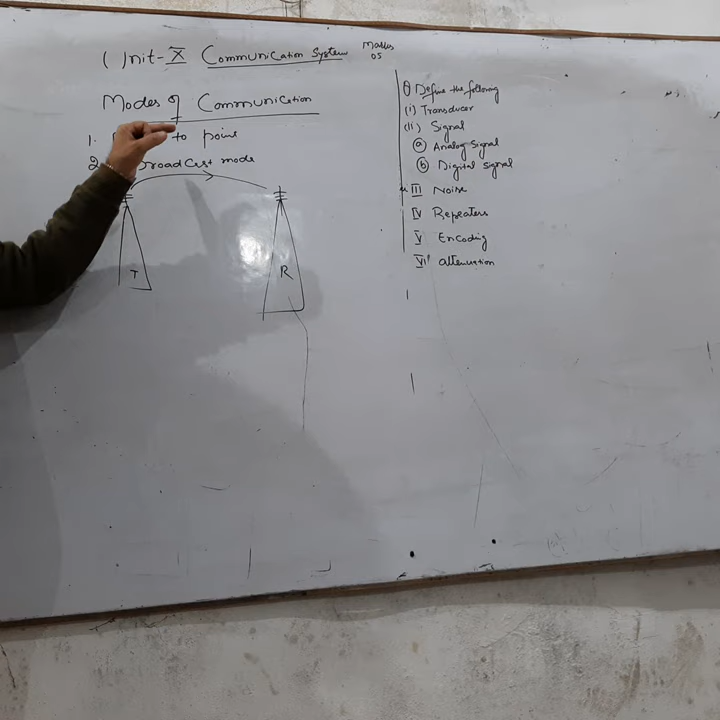 Unit-X Communication System Marks
05
Modes of Communication
1. to point
2. BroadCast mode
T
R
Q Define the following
(i) Transducer
(ii) Signal
(a) Analog Signal
(b) Digital Signal
III Noise
IV Repeaters
V Encoding
VI attenuation